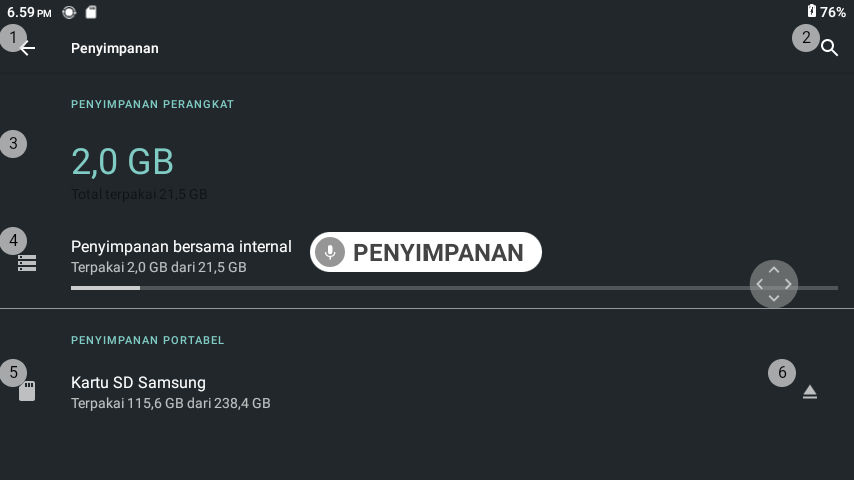 6.59 PM
76%
1
Penyimpanan
2
PENYIMPANAN PERANGKAT
3
2,0 GB
Total terpakai 21,5 GB
4
Penyimpanan bersama internal
Terpakai 2,0 GB dari 21,5 GB
PENYIMPANAN
PENYIMPANAN PORTABEL
5
Kartu SD Samsung
Terpakai 115,6 GB dari 238,4 GB
6